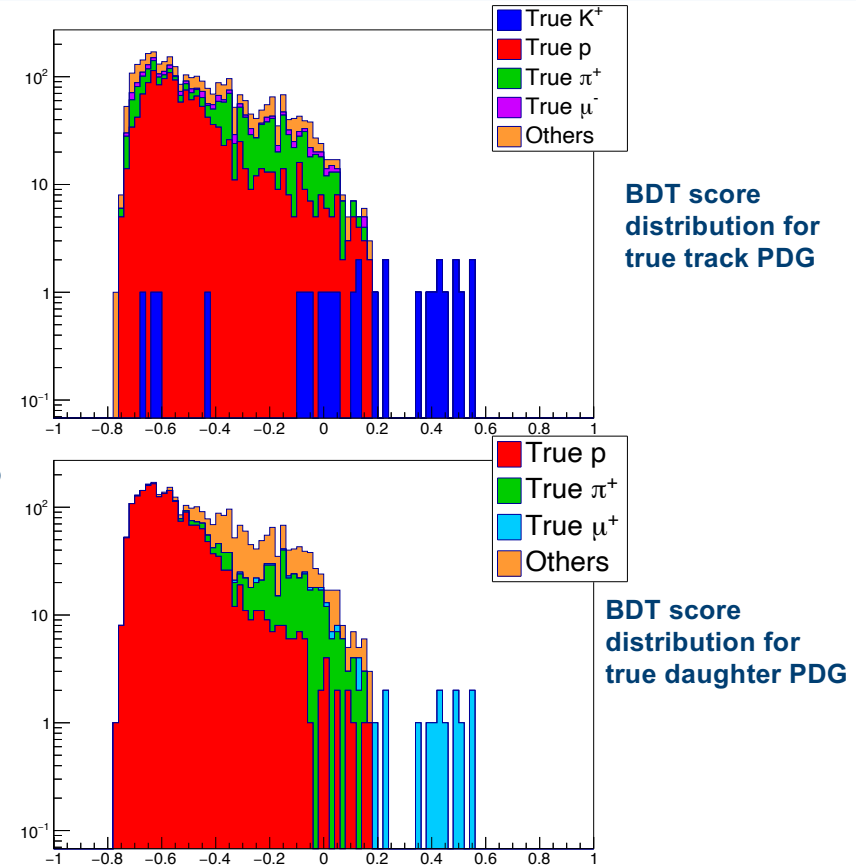 True K⁺
True p
True π⁺
True μ⁻
Others
10²
10
1
10⁻¹
−1 −0.8 −0.6 −0.4 −0.2 0 0.2 0.4 0.6 0.8 1
BDT score
distribution for
true track PDG
True p
True π⁺
True μ⁺
Others
10²
10
1
10⁻¹
−1 −0.8 −0.6 −0.4 −0.2 0 0.2 0.4 0.6 0.8 1
BDT score
distribution for
true daughter PDG